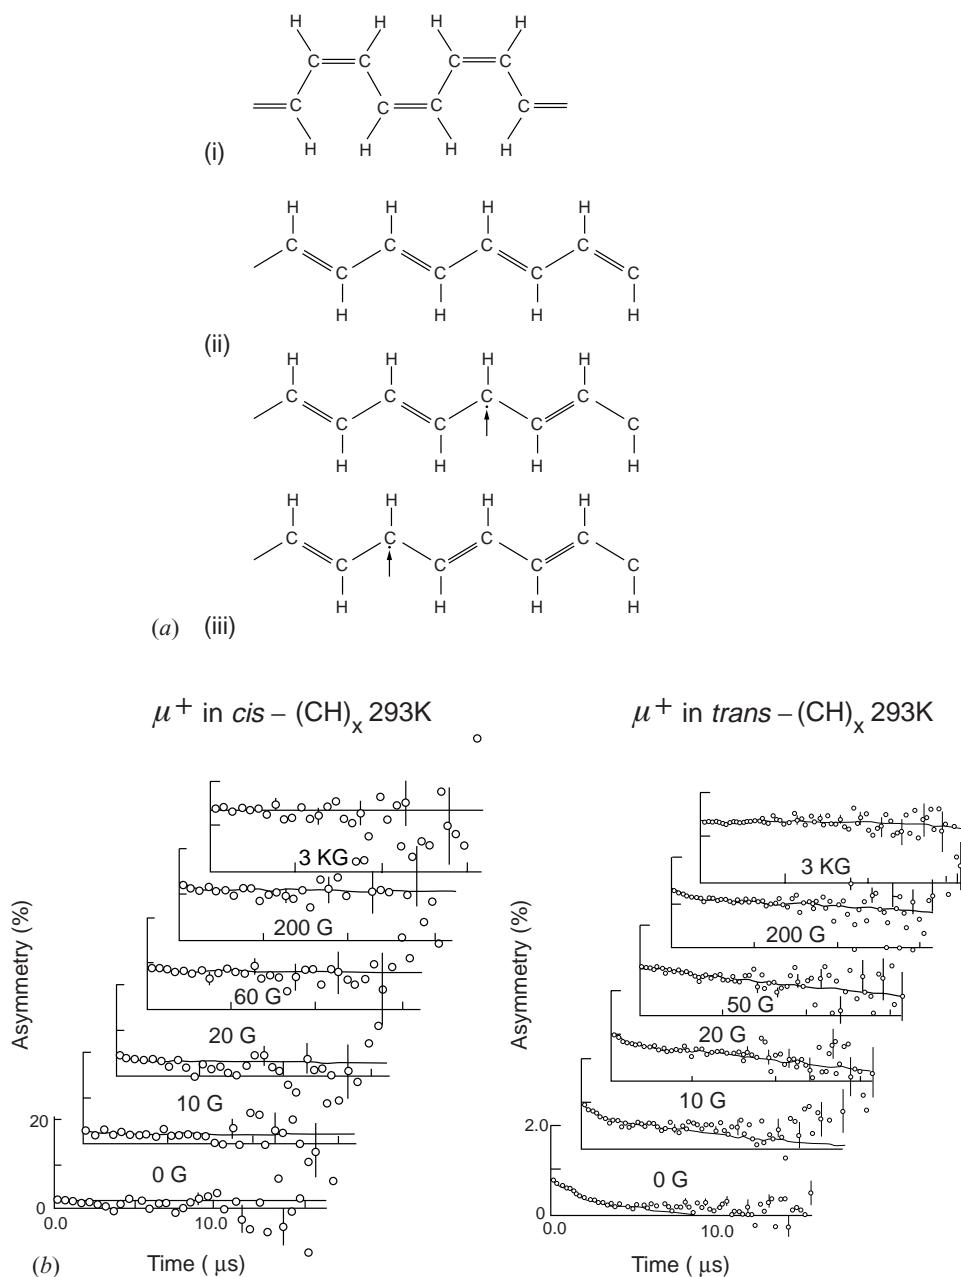 H H H H
C C C C
C C C C
H H H H
(i)
H H H H
C C C C
C C C C
H H H H
(ii)
H H H H
C C C C
C C C C
H H H H
H H H H
C C C C
C C C C
H H H H
(a) (iii)
μ+ in cis – (CH)x 293K
μ+ in trans – (CH)x 293K
Asymmetry (%)
3 KG
200 G
60 G
20 G
10 G
0 G
20
10
0
0.0 10.0
Time ( μs)
Asymmetry (%)
3 KG
200 G
50 G
20 G
10 G
0 G
2.0
0
0.0 10.0
Time ( μs)
(b)